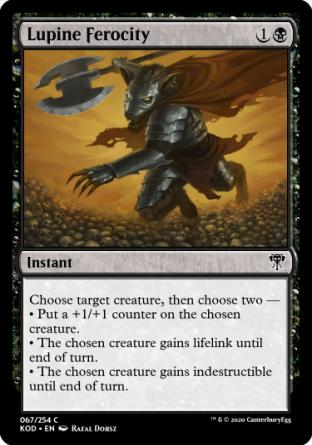 Lupine Ferocity 1
Instant
Choose target creature, then choose two —
• Put a +1/+1 counter on the chosen
creature.
• The chosen creature gains lifelink until
end of turn.
• The chosen creature gains indestructible
until end of turn.
067/254 C
KOD • EN Rafal Dorsz
™ & © 2020 CanterburyEgg